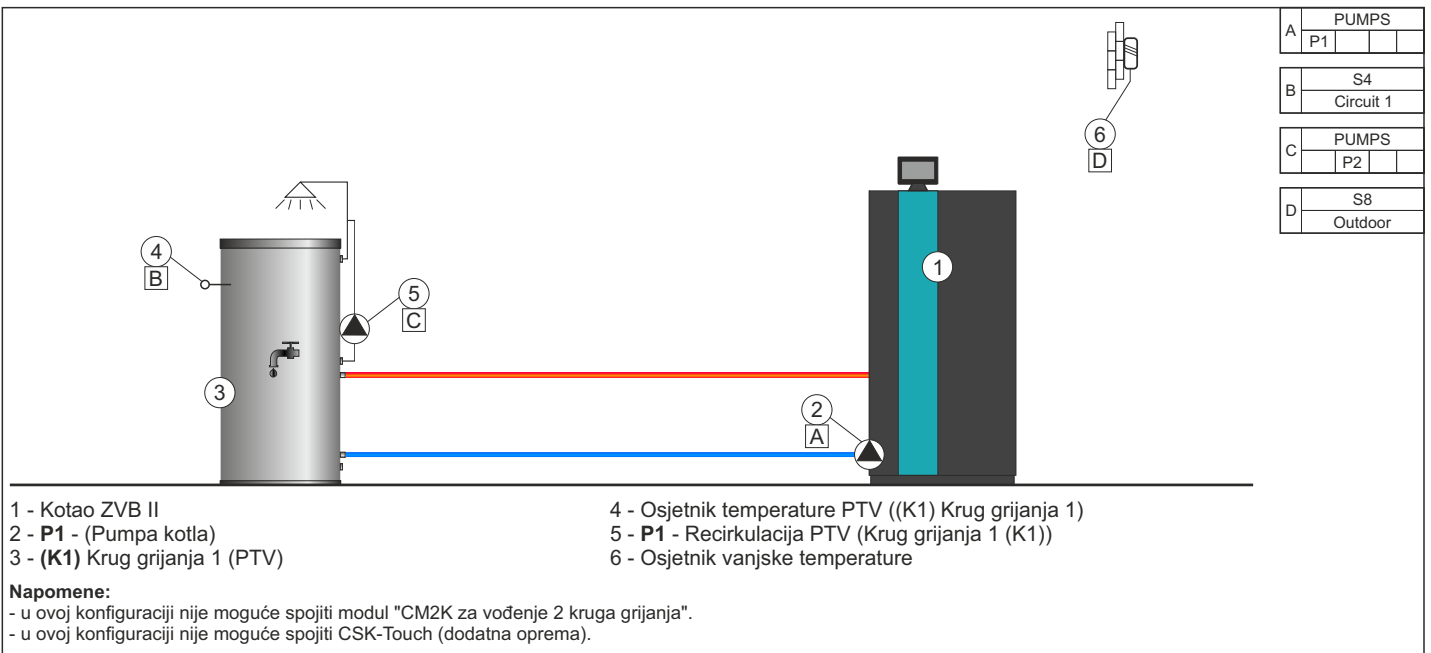 A PUMPS
P1
B S4
Circuit 1
C PUMPS
P2
D S8
Outdoor
6
D
4
B
5
C
1
3
2
A
1 - Kotao ZVB II
2 - P1 - (Pumpa kotla)
3 - (K1) Krug grijanja 1 (PTV)
4 - Osjetnik temperature PTV ((K1) Krug grijanja 1)
5 - P1 - Recirkulacija PTV (Krug grijanja 1 (K1))
6 - Osjetnik vanjske temperature
Napomene:
- u ovoj konfiguraciji nije moguće spojiti modul "CM2K za vođenje 2 kruga grijanja".
- u ovoj konfiguraciji nije moguće spojiti CSK-Touch (dodatna oprema).